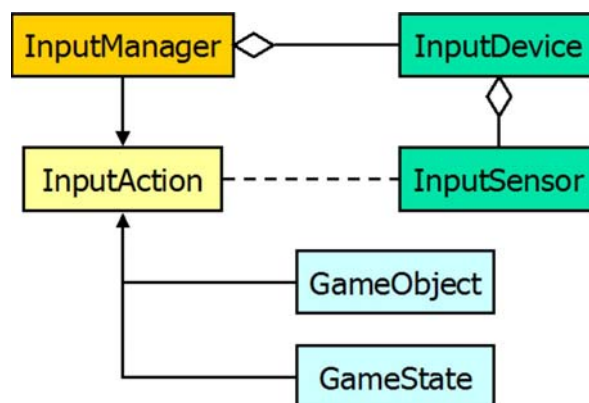 InputManager
InputDevice
InputAction
InputSensor
GameObject
GameState